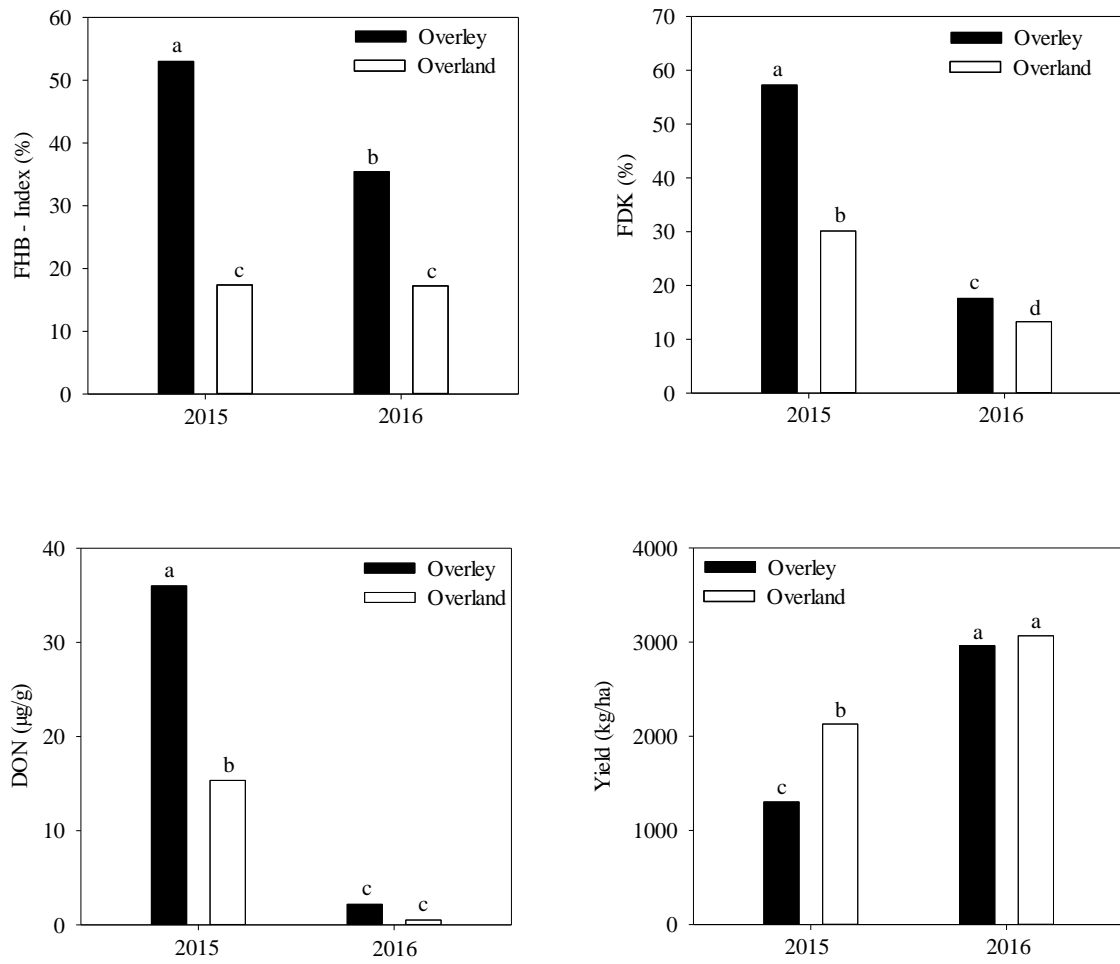 FHB - Index (%)
60
50
40
30
20
10
0
a
c
b
c
Overley
Overland
2015
2016
FDK (%)
70
60
50
40
30
20
10
0
a
b
c
d
Overley
Overland
2015
2016
DON (µg/g)
40
30
20
10
0
a
b
c
c
Overley
Overland
2015
2016
Yield (kg/ha)
4000
3000
2000
1000
0
c
b
a
a
Overley
Overland
2015
2016